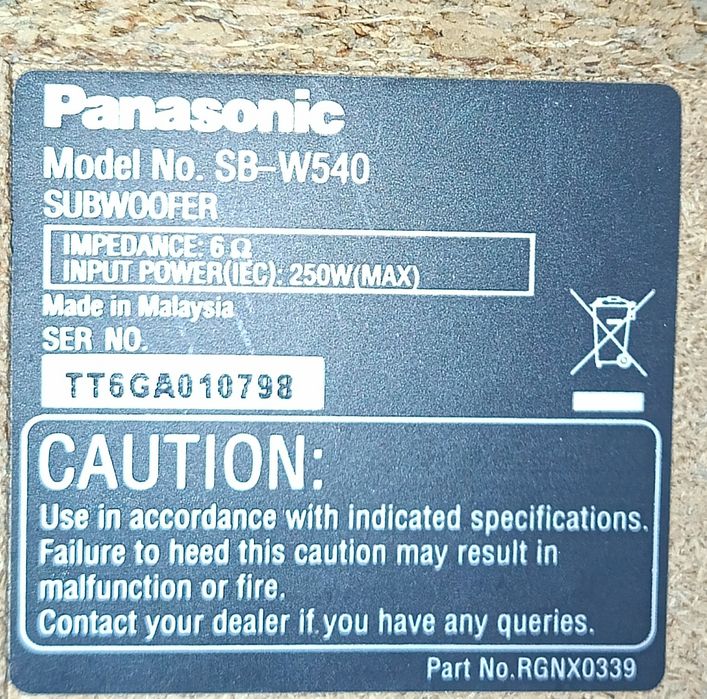 Panasonic
Model No. SB-W540
SUBWOOFER
IMPEDANCE: 6 Ω
INPUT POWER(IEC): 250W(MAX)
Made in Malaysia
SER NO.
TT6GA010798
CAUTION:
Use in accordance with indicated specifications.
Failure to heed this caution may result in
malfunction or fire.
Contact your dealer if you have any queries.
Part No.RGNX0339